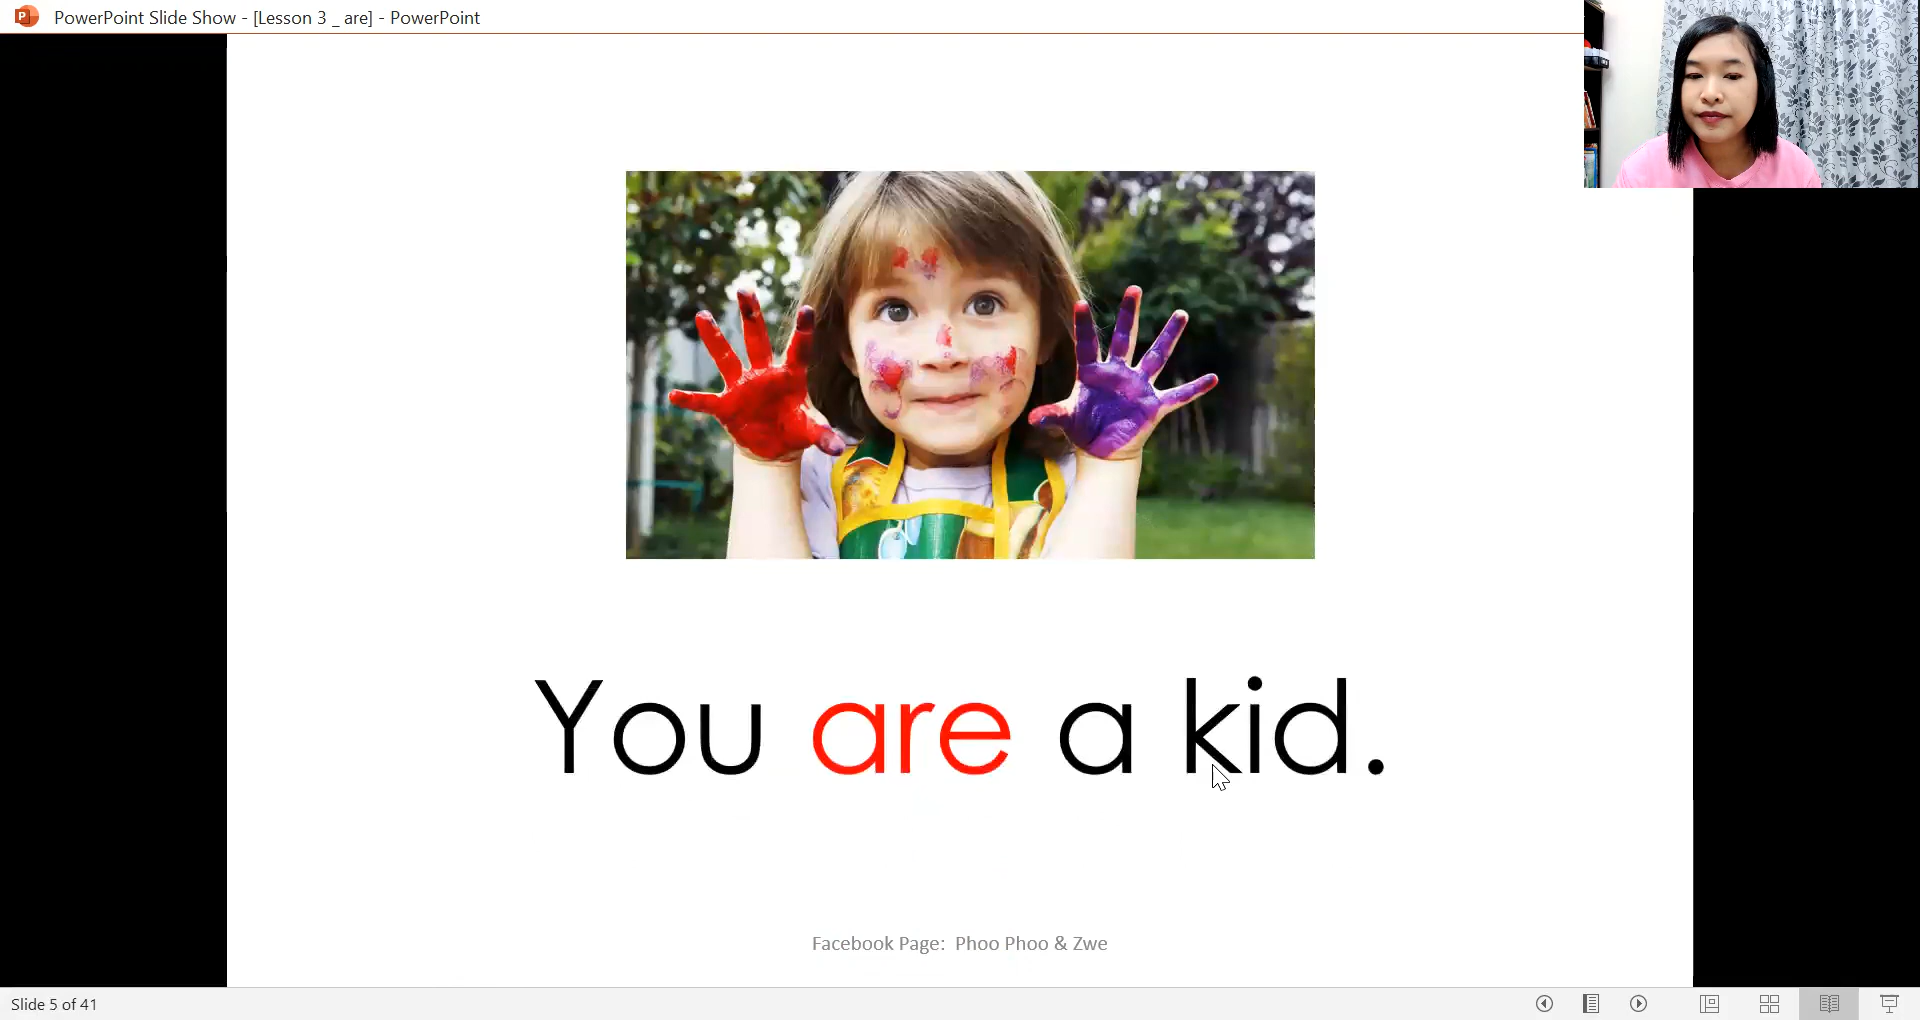 PowerPoint Slide Show - [Lesson 3 _ are] - PowerPoint
You are a kid.
Facebook Page: Phoo Phoo & Zwe
Slide 5 of 41